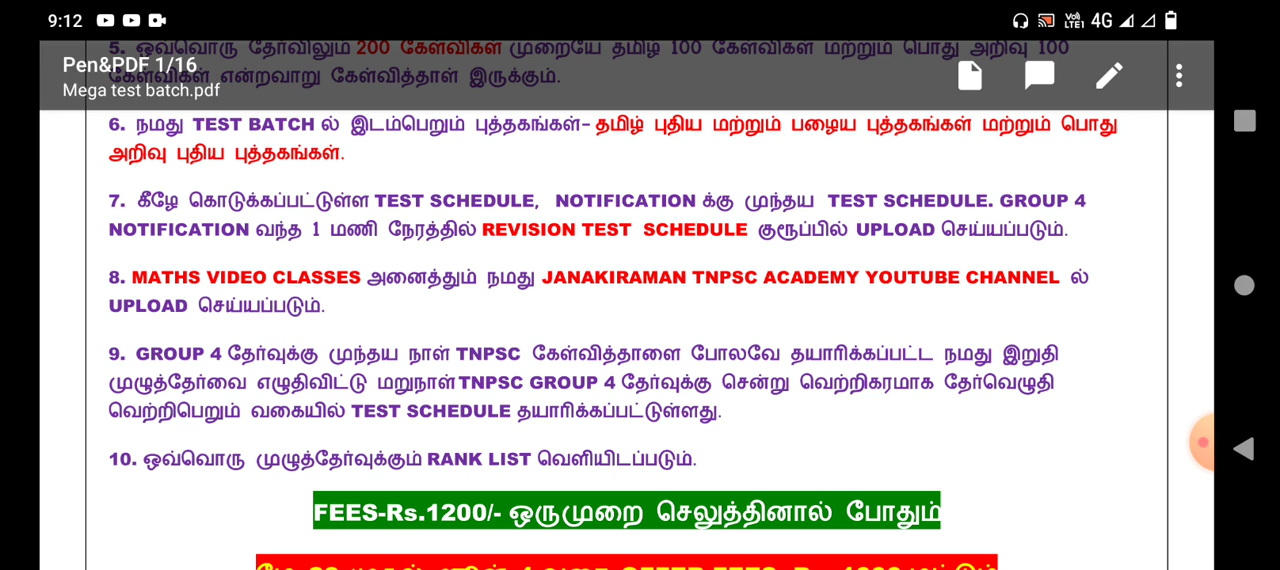 9:12
VoD LTE1 4G
5. ஒவ்வொரு தேர்விலும் 200 கேள்விகள் முறையே தமிழ் 100 கேள்விகள் மற்றும் பொது அறிவு 100
Pen&PDF 1/16
கேள்விகள் என்றவாறு கேள்வித்தாள் இருக்கும்.
Mega test batch.pdf
6. நமது TEST BATCH ல் இடம்பெறும் புத்தகங்கள்- தமிழ் புதிய மற்றும் பழைய புத்தகங்கள் மற்றும் பொது
அறிவு புதிய புத்தகங்கள்.
7. கீழே கொடுக்கப்பட்டுள்ள TEST SCHEDULE, NOTIFICATION க்கு முந்தய TEST SCHEDULE. GROUP 4
NOTIFICATION வந்த 1 மணி நேரத்தில் REVISION TEST SCHEDULE குரூப்பில் UPLOAD செய்யப்படும்.
8. MATHS VIDEO CLASSES அனைத்தும் நமது JANAKIRAMAN TNPSC ACADEMY YOUTUBE CHANNEL ல்
UPLOAD செய்யப்படும்.
9. GROUP 4 தேர்வுக்கு முந்தய நாள் TNPSC கேள்வித்தாளை போலவே தயாரிக்கப்பட்ட நமது இறுதி
முழுத்தேர்வை எழுதிவிட்டு மறுநாள் TNPSC GROUP 4 தேர்வுக்கு சென்று வெற்றிகரமாக தேர்வெழுதி
வெற்றிபெறும் வகையில் TEST SCHEDULE தயாரிக்கப்பட்டுள்ளது.
10. ஒவ்வொரு முழுத்தேர்வுக்கும் RANK LIST வெளியிடப்படும்.
FEES-Rs.1200/- ஒருமுறை செலுத்தினால் போதும்